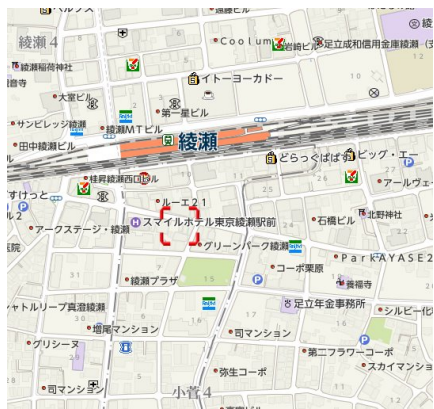 綾瀬4
Coolum
岩崎ビル
足立成和信用金庫綾瀬
綾瀬稲荷神社
イトーヨーカドー
大室ビル
第一星ビル
サンビレッジ綾瀬
綾瀬MTビル
田中綾瀬ビル
綾瀬
どらっぐぱぱす
ビッグ・エー
桂昇綾瀬西口ビル
アールヴェ
すけっと
ルーエ21
北野神社
石橋ビル
アークステージ・綾瀬
スマイルホテル東京綾瀬駅前
グリーンパーク綾瀬
ParkAYASE2
コーポ栗原
綾瀬プラザ
養福寺
シャトルリーブ真澄綾瀬
足立年金事務所
シルビー化
増尾マンション
司マンション
グリシーヌ
第二フラワーコーポ
スカイマンション
弥生コーポ
司マンション
小菅4